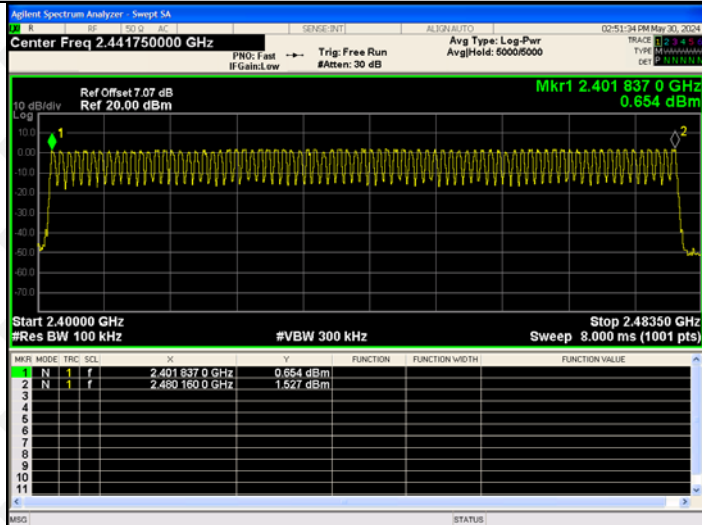 Agilent Spectrum Analyzer - Swept SA
R RF 50 Ω AC SENSE:INT ALIGN AUTO 02:51:34 PM May 30, 2024
Center Freq 2.441750000 GHz
PNO: Fast
IFGain:Low
Trig: Free Run
#Atten: 30 dB
Avg Type: Log-Pwr
Avg|Hold: 5000/5000
TRACE 1 2 3 4 5 6
TYPE M
DET P N N N N N
Mkr1 2.401 837 0 GHz
0.654 dBm
Ref Offset 7.07 dB
10 dB/div Ref 20.00 dBm
Log
1
2
10.0
0.00
-10.0
-20.0
-30.0
-40.0
-50.0
-60.0
-70.0
Start 2.40000 GHz Stop 2.48350 GHz
#Res BW 100 kHz #VBW 300 kHz Sweep 8.000 ms (1001 pts)
MKR MODE TRC SCL X Y FUNCTION FUNCTION WIDTH FUNCTION VALUE
1 N 1 f 2.401 837 0 GHz 0.654 dBm
2 N 1 f 2.480 160 0 GHz 1.527 dBm
3
4
5
6
7
8
9
10
11
MSG STATUS